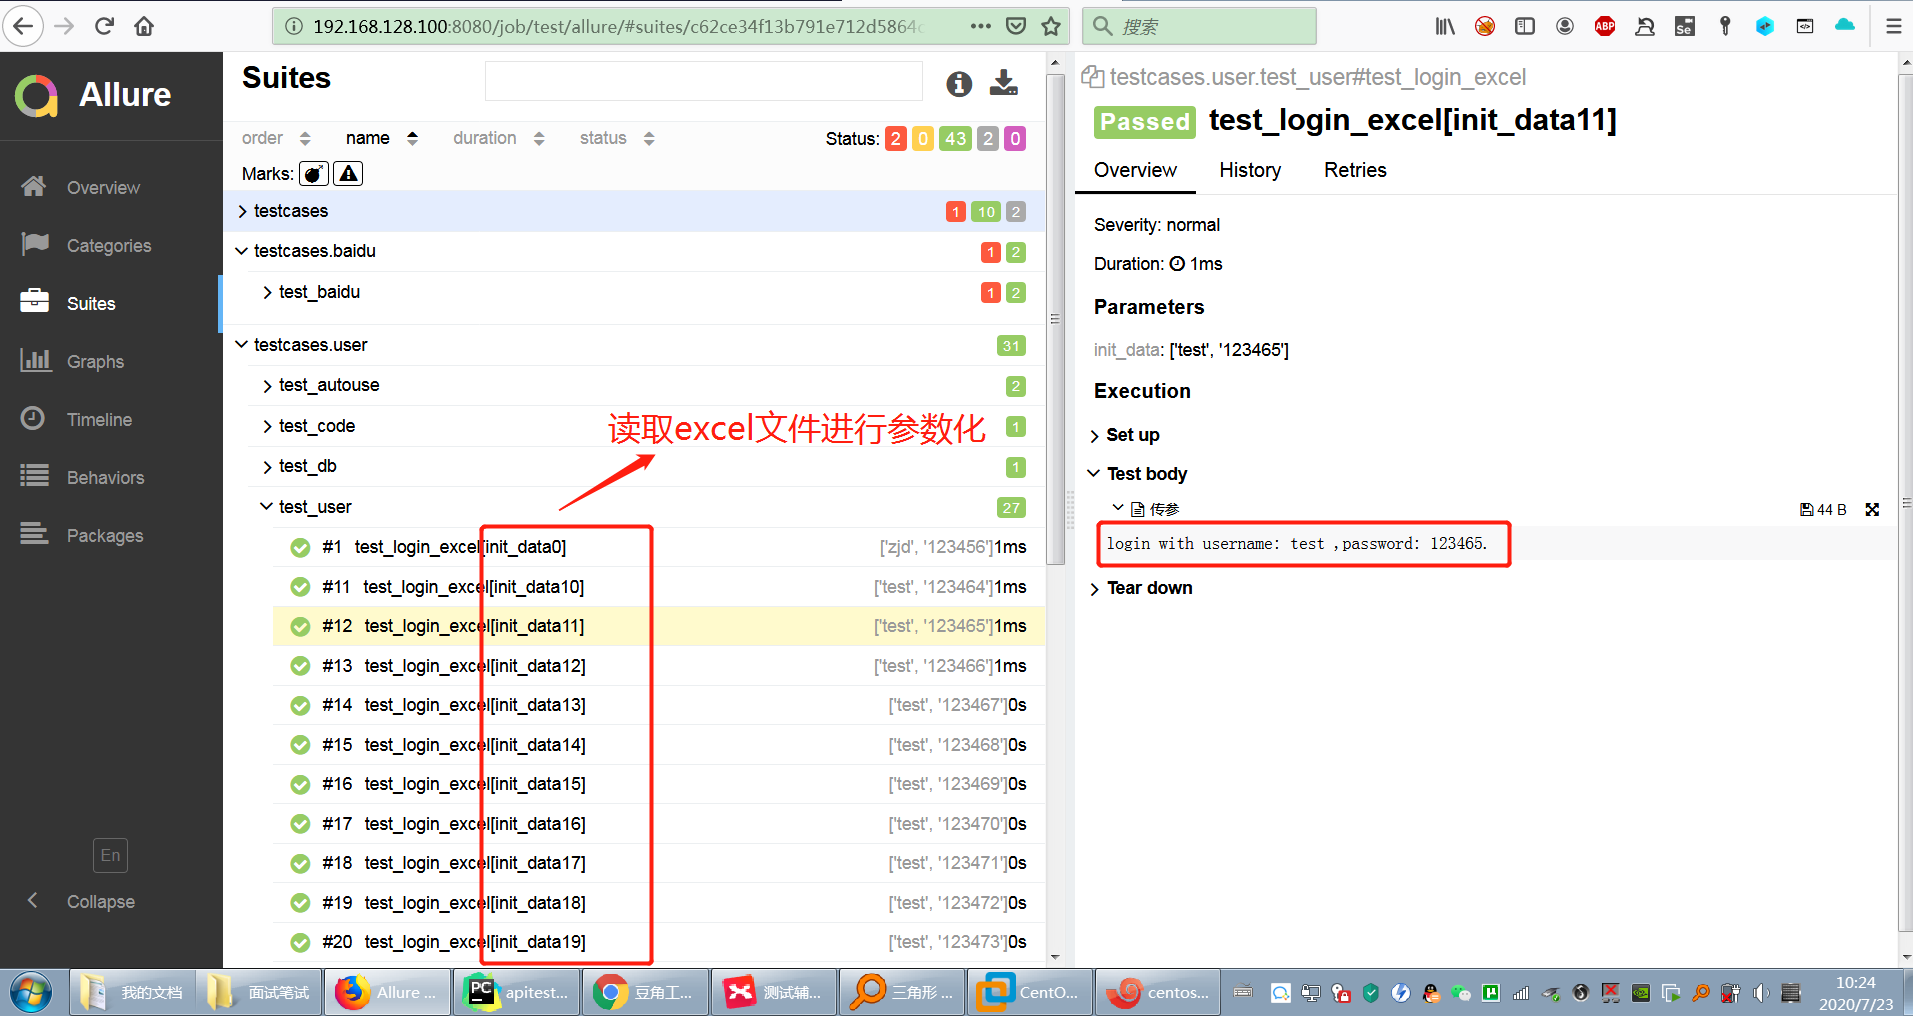 192.168.128.100:8080/job/test/allure/#suites/c62ce34f13b791e712d5864
搜索
ABP
Se
Allure
Overview
Categories
Suites
Graphs
Timeline
Behaviors
Packages
En
Collapse
Suites
order name duration status Status: 2 0 43 2 0
Marks:
testcases 1 10 2
testcases.baidu 1 2
test_baidu 1 2
testcases.user 31
test_autouse 2
test_code 1
读取excel文件进行参数化
test_db 1
test_user 27
#1 test_login_excel[init_data0] ['zjd', '123456']1ms
#11 test_login_excel[init_data10] ['test', '123464']1ms
#12 test_login_excel[init_data11] ['test', '123465']1ms
#13 test_login_excel[init_data12] ['test', '123466']1ms
#14 test_login_excel[init_data13] ['test', '123467']0s
#15 test_login_excel[init_data14] ['test', '123468']0s
#16 test_login_excel[init_data15] ['test', '123469']0s
#17 test_login_excel[init_data16] ['test', '123470']0s
#18 test_login_excel[init_data17] ['test', '123471']0s
#19 test_login_excel[init_data18] ['test', '123472']0s
#20 test_login_excel[init_data19] ['test', '123473']0s
testcases.user.test_user#test_login_excel
Passed test_login_excel[init_data11]
Overview History Retries
Severity: normal
Duration: 1ms
Parameters
init_data: ['test', '123465']
Execution
Set up
Test body
传参 44 B
login with username: test ,password: 123465.
Tear down
我的文档
面试笔试
Allure ...
PC apitest...
豆角工...
测试辅...
三角形 ...
CentO...
centos...
10:24
2020/7/23